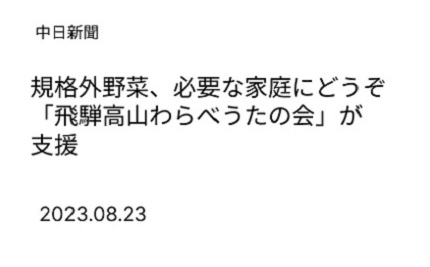 中日新聞
規格外野菜、必要な家庭にどうぞ
「飛騨高山わらべうたの会」が
支援
2023.08.23